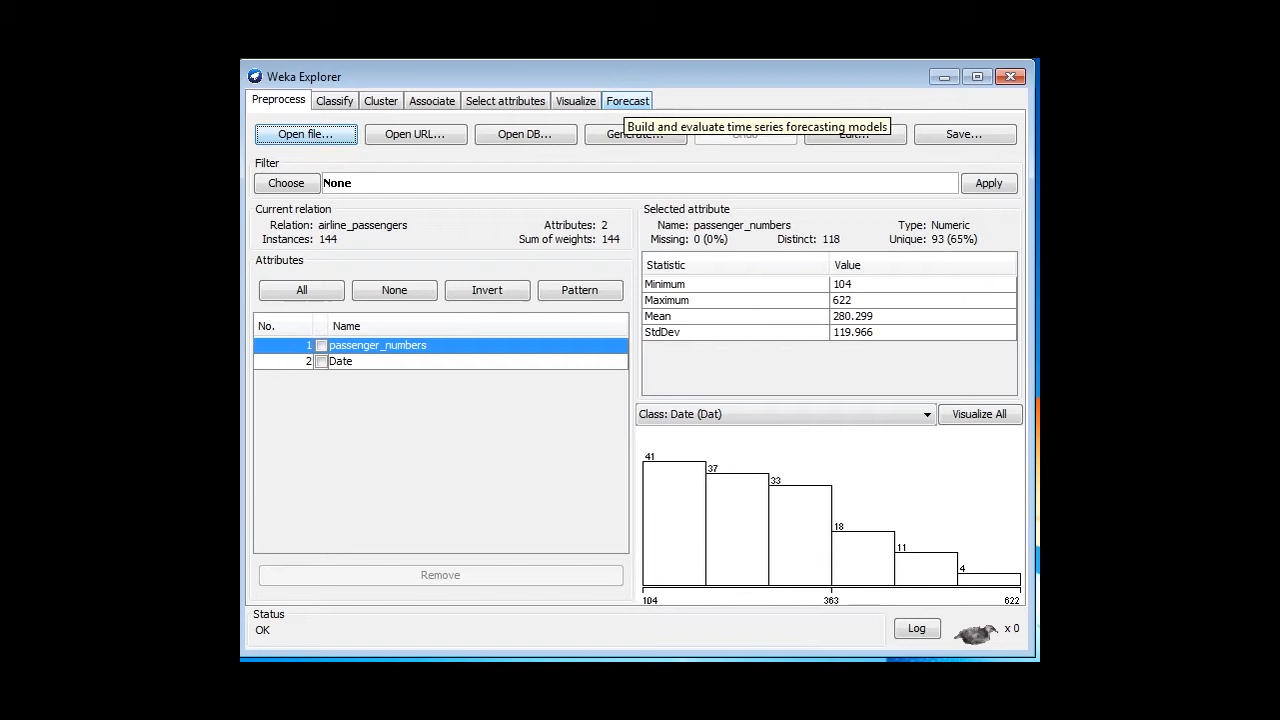 Weka Explorer
Preprocess Classify Cluster Associate Select attributes Visualize Forecast
Build and evaluate time series forecasting models
Open file... Open URL... Open DB... Save...
Filter
Choose None Apply
Current relation
Relation: airline_passengers Attributes: 2
Instances: 144 Sum of weights: 144
Attributes
All None Invert Pattern
No. Name
1 passenger_numbers
2 Date
Remove
Selected attribute
Name: passenger_numbers Type: Numeric
Missing: 0 (0%) Distinct: 118 Unique: 93 (65%)
Statistic Value
Minimum 104
Maximum 622
Mean 280.299
StdDev 119.966
Class: Date (Dat) Visualize All
41
37
33
18
11
4
104 363 622
Status
OK
Log x 0